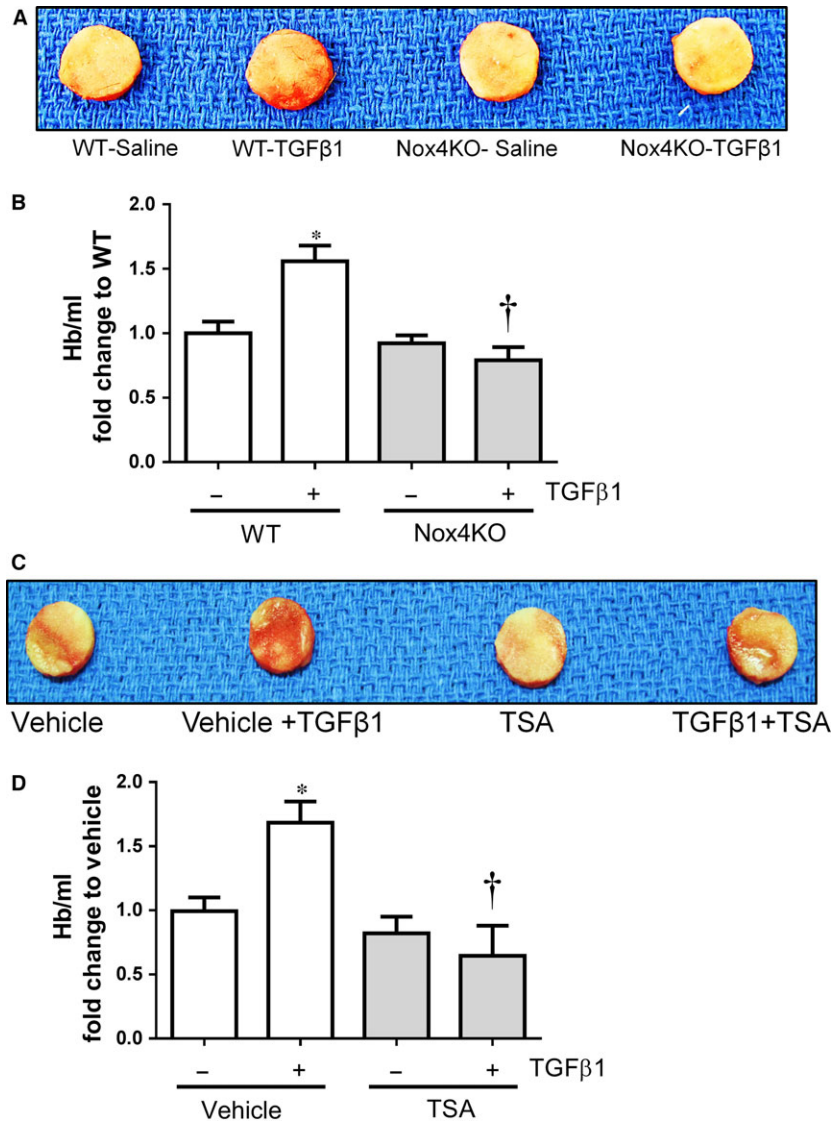 A
WT-Saline WT-TGFβ1 Nox4KO- Saline Nox4KO-TGFβ1
B
Hb/ml
fold change to WT
2.0
1.5
1.0
0.5
0.0
*
†
– + – + TGFβ1
WT Nox4KO
C
Vehicle Vehicle +TGFβ1 TSA TGFβ1+TSA
D
Hb/ml
fold change to vehicle
2.0
1.5
1.0
0.5
0.0
*
†
– + – + TGFβ1
Vehicle TSA